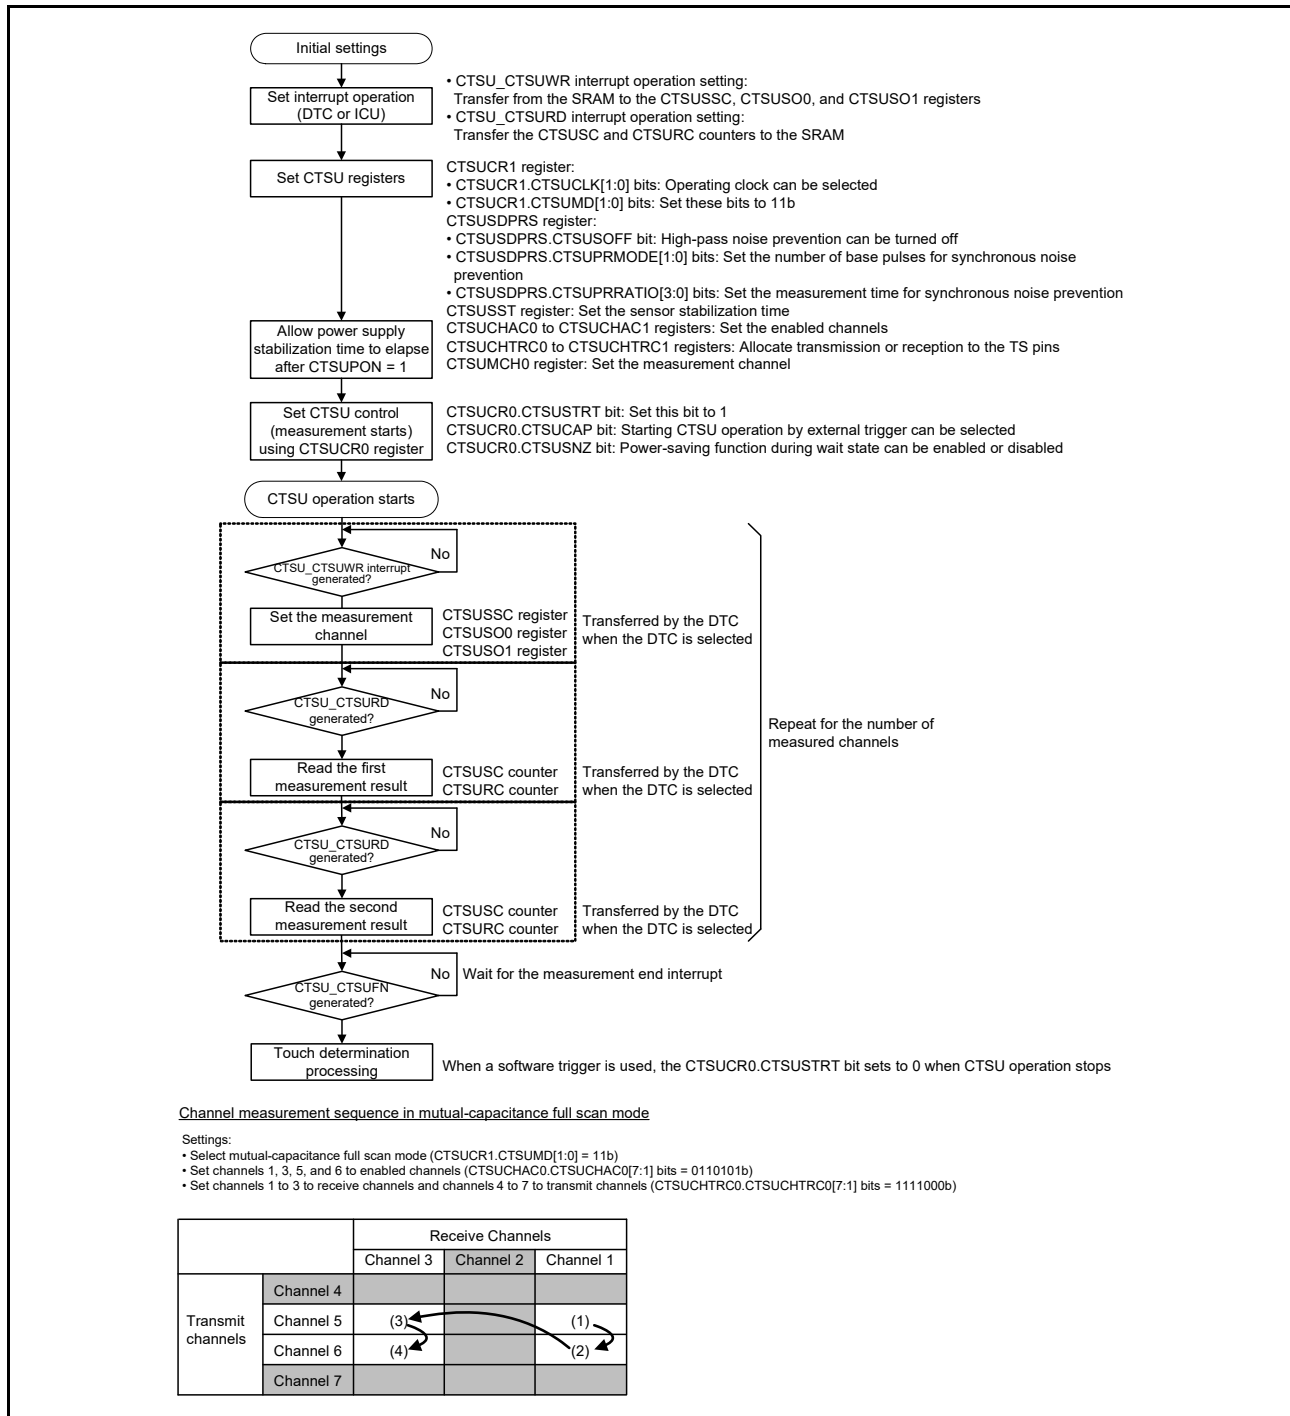 Initial settings
Set interrupt operation
(DTC or ICU)
• CTSU_CTSUWR interrupt operation setting:
Transfer from the SRAM to the CTSUSSC, CTSUSO0, and CTSUSO1 registers
• CTSU_CTSURD interrupt operation setting:
Transfer the CTSUSC and CTSURC counters to the SRAM
Set CTSU registers
CTSUCR1 register:
• CTSUCR1.CTSUCLK[1:0] bits: Operating clock can be selected
• CTSUCR1.CTSUMD[1:0] bits: Set these bits to 11b
CTSUSDPRS register:
• CTSUSDPRS.CTSUSOFF bit: High-pass noise prevention can be turned off
• CTSUSDPRS.CTSUPRMODE[1:0] bits: Set the number of base pulses for synchronous noise
prevention
• CTSUSDPRS.CTSUPRRATIO[3:0] bits: Set the measurement time for synchronous noise prevention
CTSUSST register: Set the sensor stabilization time
CTSUCHAC0 to CTSUCHAC1 registers: Set the enabled channels
CTSUCHTRC0 to CTSUCHTRC1 registers: Allocate transmission or reception to the TS pins
CTSUMCH0 register: Set the measurement channel
Allow power supply
stabilization time to elapse
after CTSUPON = 1
Set CTSU control
(measurement starts)
using CTSUCR0 register
CTSUCR0.CTSUSTRT bit: Set this bit to 1
CTSUCR0.CTSUCAP bit: Starting CTSU operation by external trigger can be selected
CTSUCR0.CTSUSNZ bit: Power-saving function during wait state can be enabled or disabled
CTSU operation starts
No
CTSU_CTSUWR interrupt
generated?
Set the measurement
channel
CTSUSSC register
CTSUSO0 register
CTSUSO1 register
Transferred by the DTC
when the DTC is selected
No
CTSU_CTSURD
generated?
Repeat for the number of
measured channels
Read the first
measurement result
CTSUSC counter
CTSURC counter
Transferred by the DTC
when the DTC is selected
No
CTSU_CTSURD
generated?
Read the second
measurement result
CTSUSC counter
CTSURC counter
Transferred by the DTC
when the DTC is selected
No
Wait for the measurement end interrupt
CTSU_CTSUFN
generated?
Touch determination
processing
When a software trigger is used, the CTSUCR0.CTSUSTRT bit sets to 0 when CTSU operation stops
Channel measurement sequence in mutual-capacitance full scan mode
Settings:
• Select mutual-capacitance full scan mode (CTSUCR1.CTSUMD[1:0] = 11b)
• Set channels 1, 3, 5, and 6 to enabled channels (CTSUCHAC0.CTSUCHAC0[7:1] bits = 0110101b)
• Set channels 1 to 3 to receive channels and channels 4 to 7 to transmit channels (CTSUCHTRC0.CTSUCHTRC0[7:1] bits = 1111000b)
Receive Channels
Channel 3 Channel 2 Channel 1
Transmit
channels
Channel 4
Channel 5 (3) (1)
Channel 6 (4) (2)
Channel 7